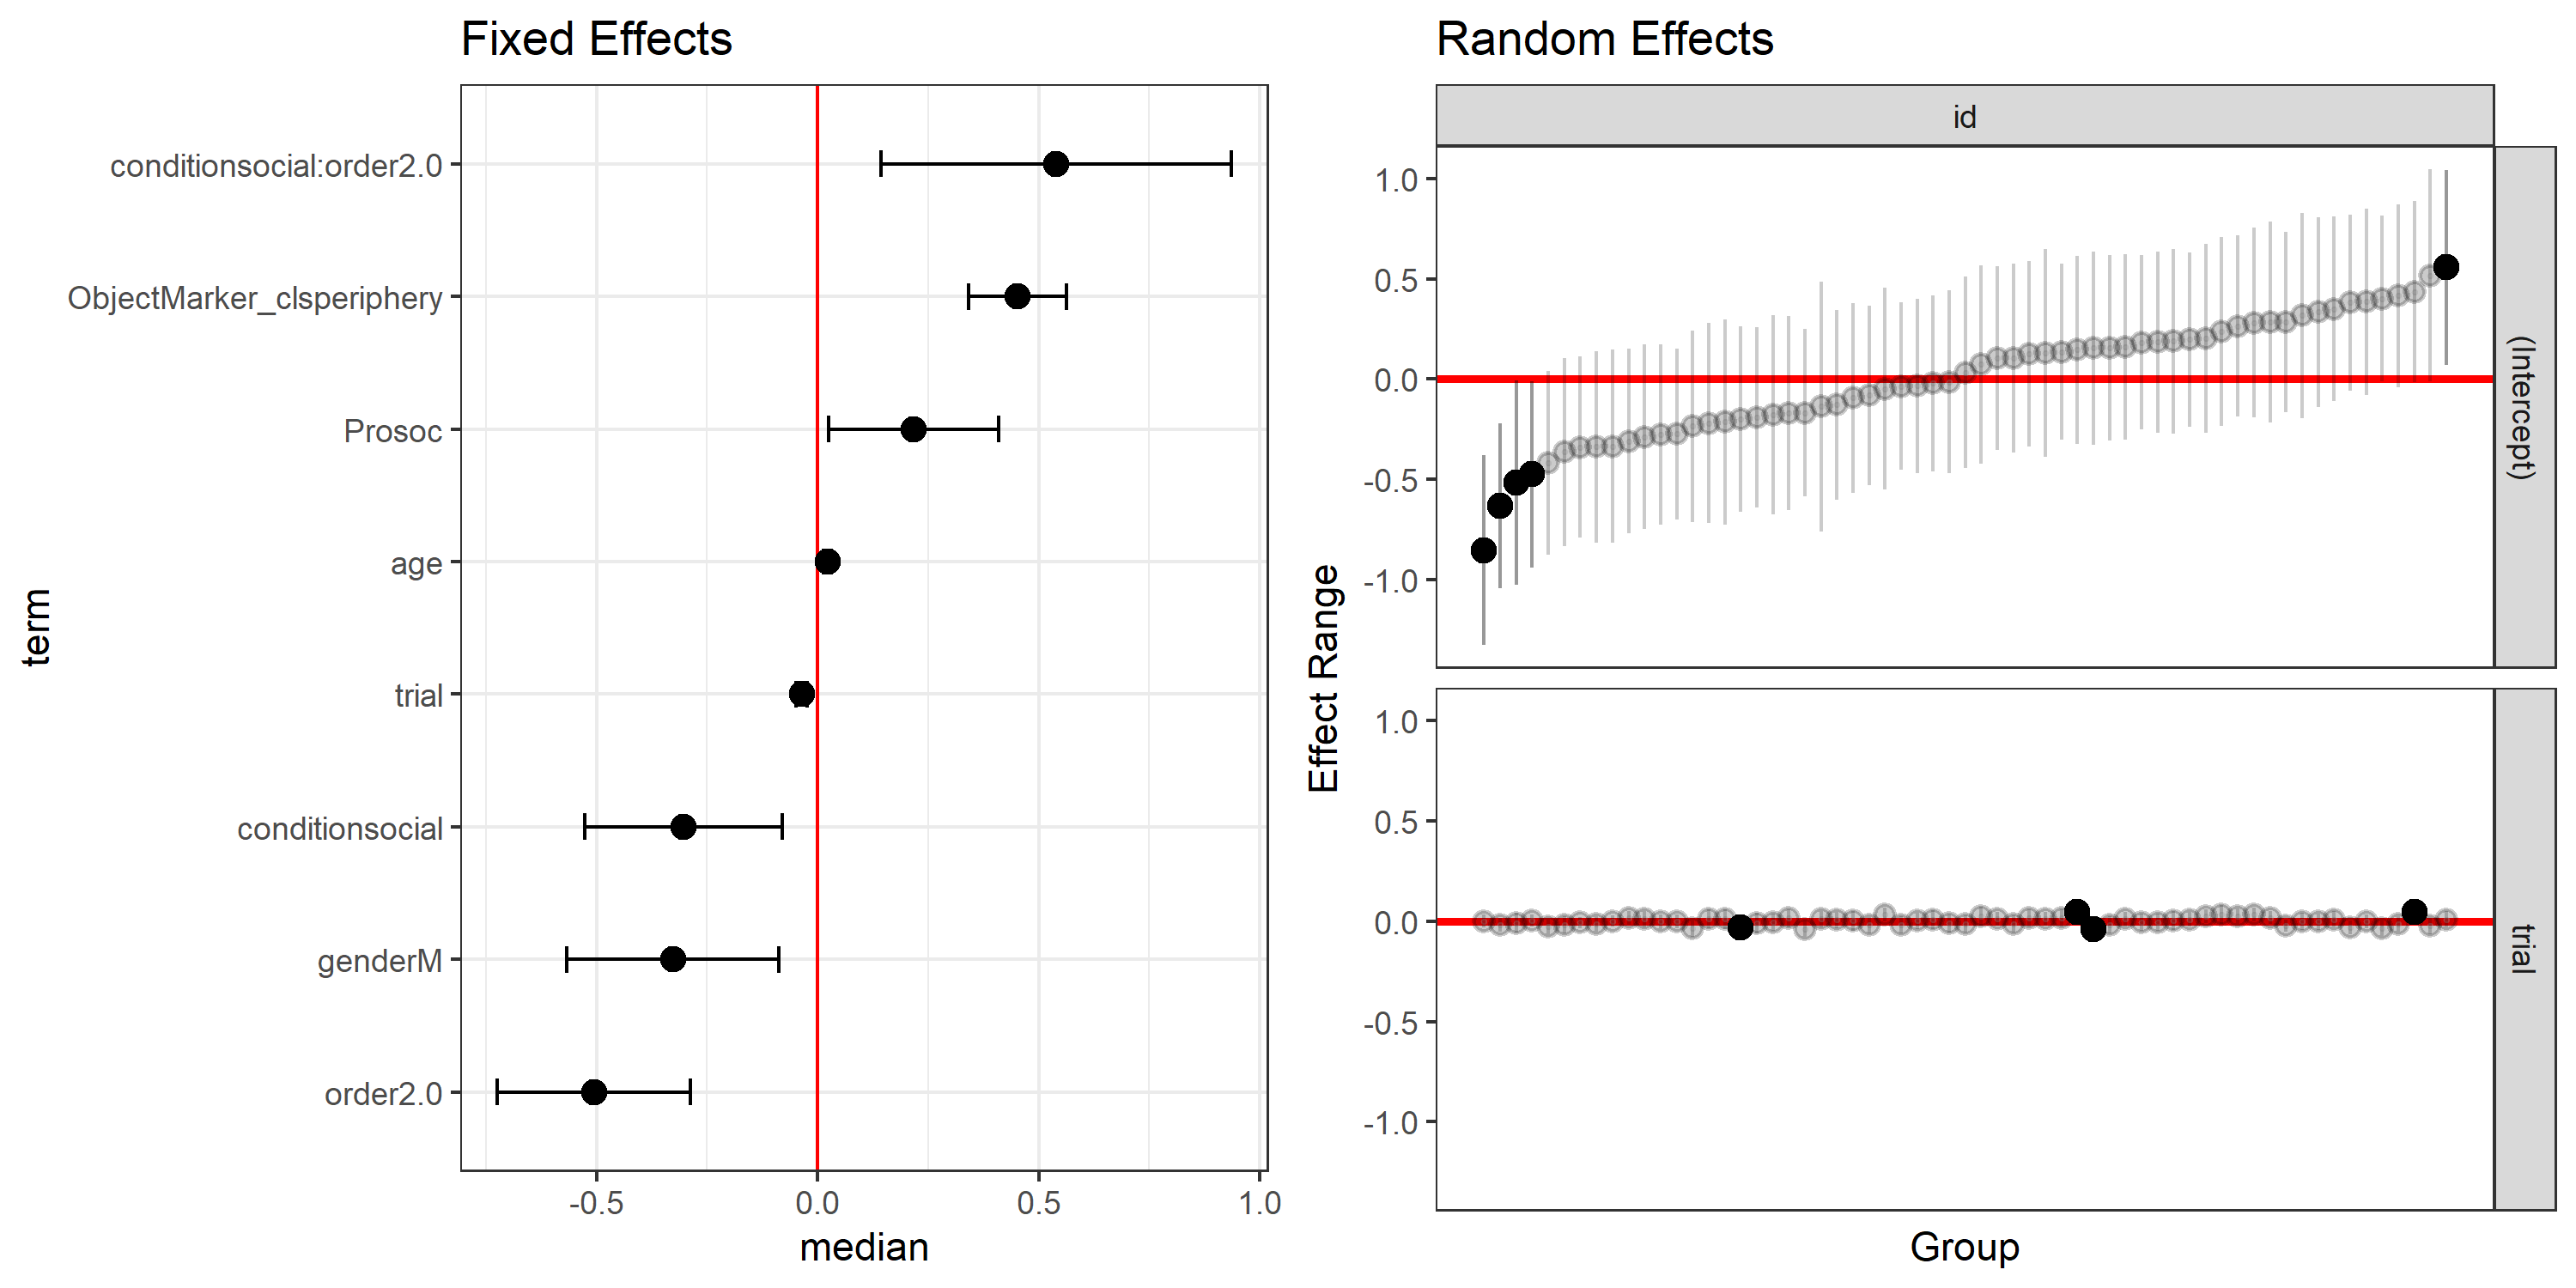 Fixed Effects
term
conditionsocial:order2.0
ObjectMarker_clsperiphery
Prosoc
age
trial
conditionsocial
genderM
order2.0
-0.5 0.0 0.5 1.0
median
Random Effects
id
Effect Range
1.0
0.5
0.0
-0.5
-1.0
(Intercept)
1.0
0.5
0.0
-0.5
-1.0
trial
Group